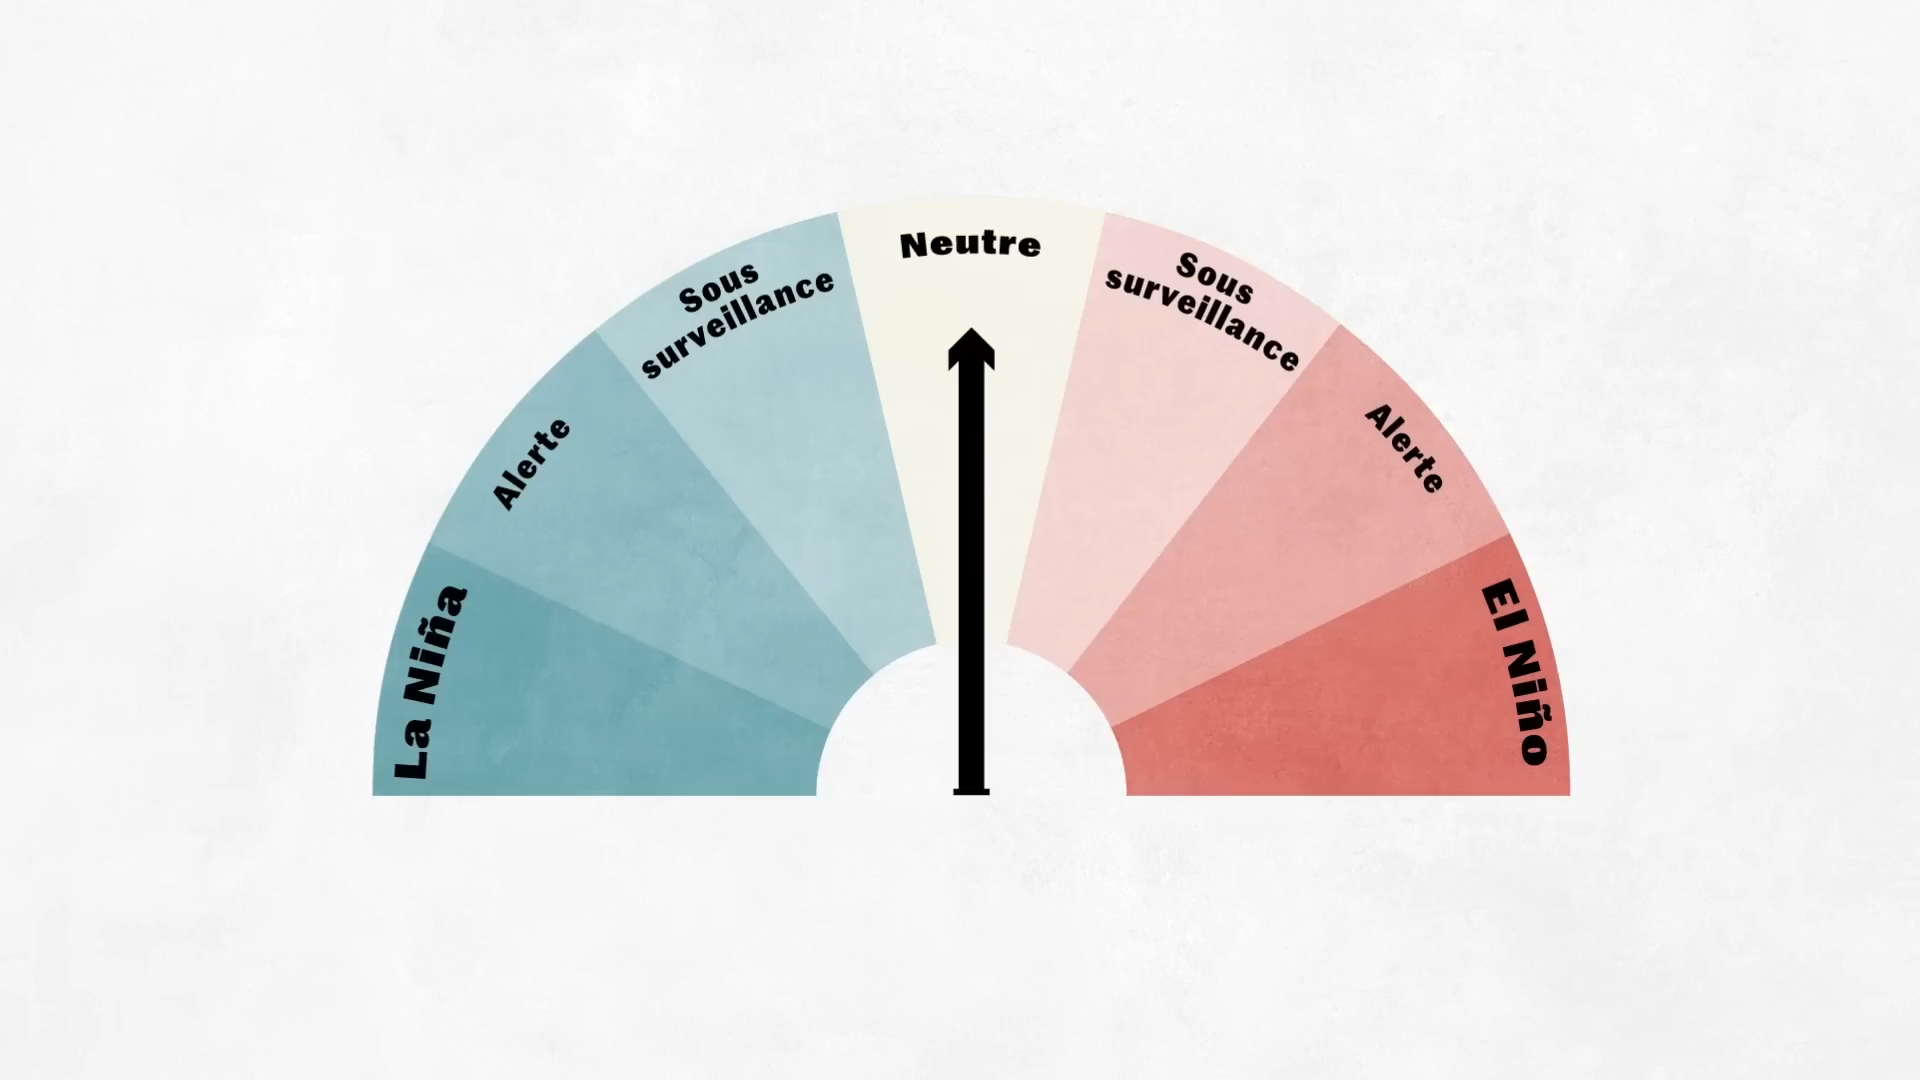 La Niña
Alerte
Sous
surveillance
Neutre
Sous
surveillance
Alerte
El Niño